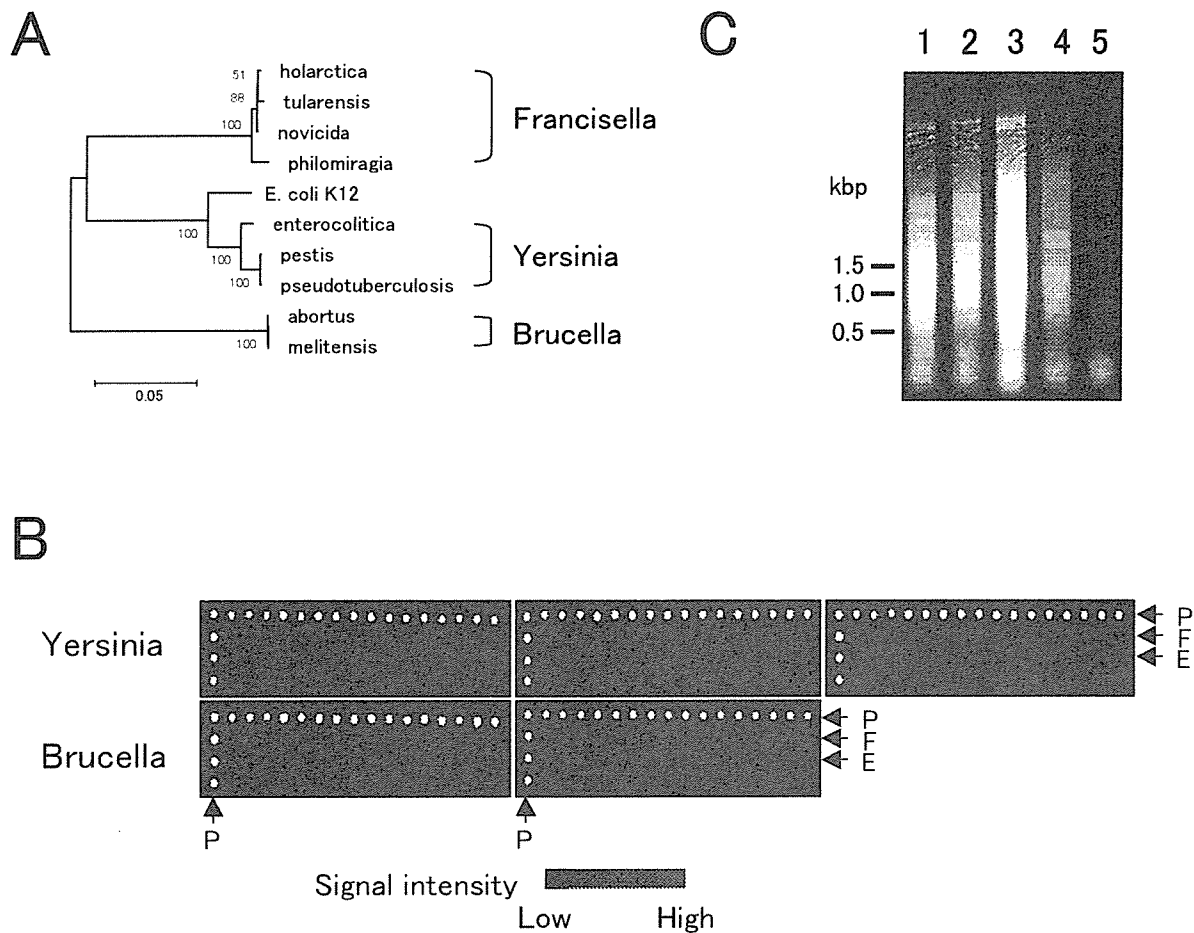 A
51
holarctica
88
tularensis
100
novicida
philomiragia
Francisella
E. coli K12
100
enterocolitica
100
pestis
100
pseudotuberculosis
Yersinia
abortus
100
melitensis
Brucella
0.05
C
1 2 3 4 5
kbp
1.5
1.0
0.5
B
Yersinia
P
F
E
Brucella
P
F
E
P
P
Signal intensity
Low
High